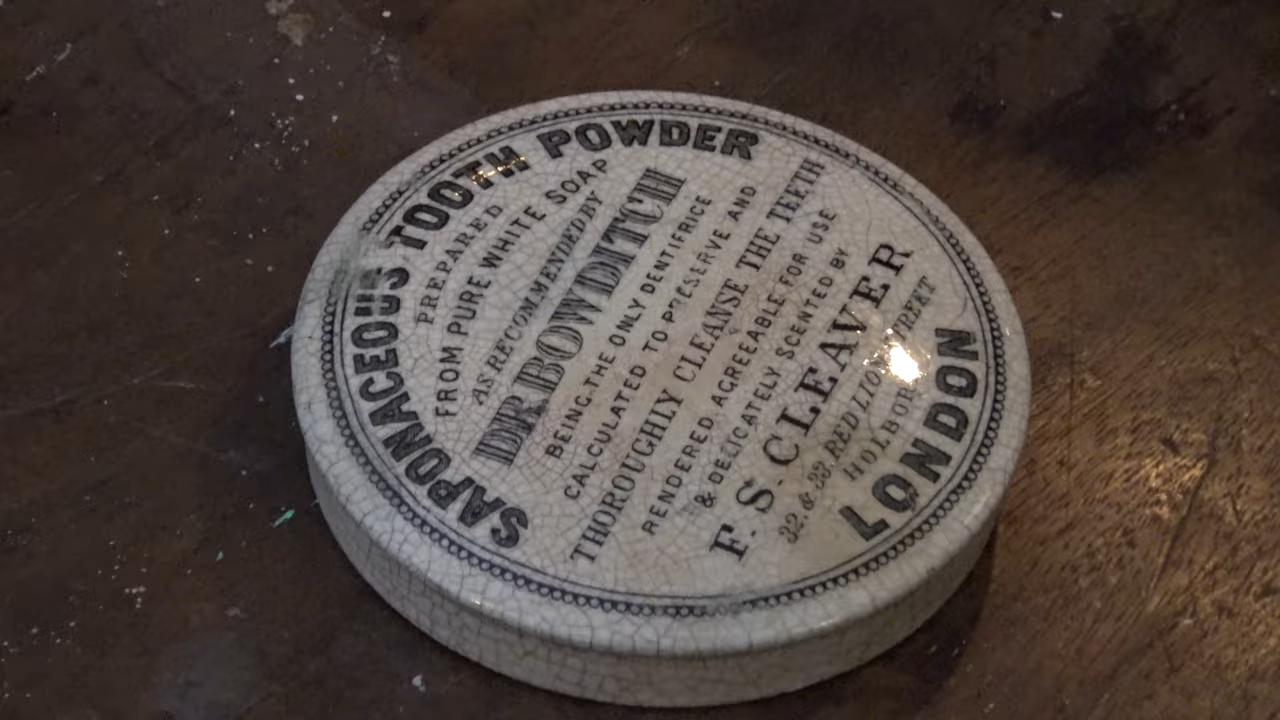 SAPONACEOUS TOOTH POWDER
PREPARED
FROM PURE WHITE SOAP
AS RECOMMENDED BY
DR BOWDITCH
BEING THE ONLY DENTIFRICE
CALCULATED TO PRESERVE AND
THOROUGHLY CLEANSE THE TEETH
RENDERED AGREEABLE FOR USE
& DELICATELY SCENTED BY
F. S. CLEAVER
32. & 33. RED LION STREET
HOLBORN
LONDON